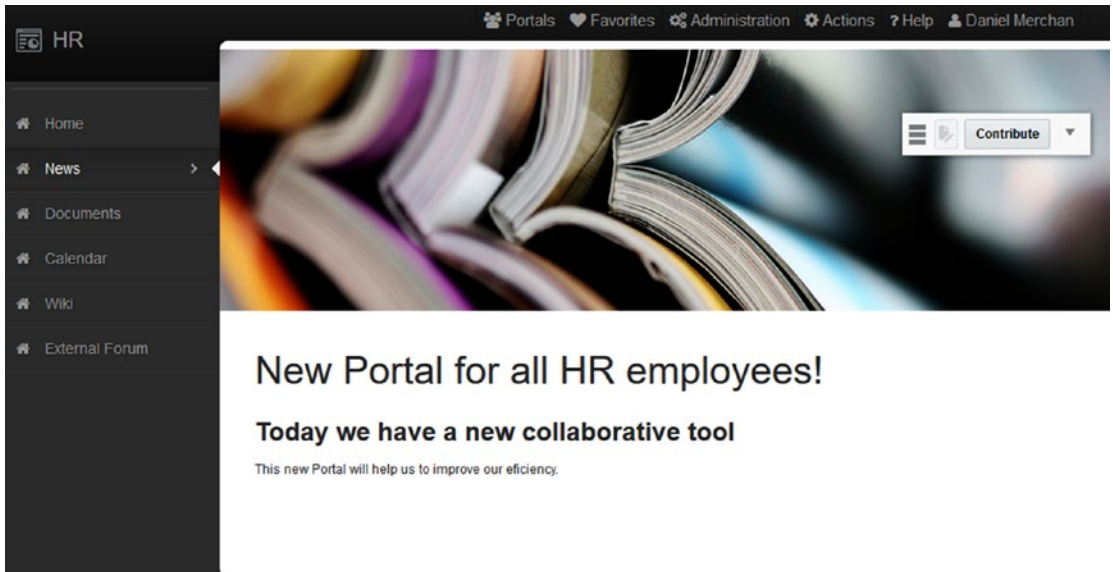 HR
Portals Favorites Administration Actions ? Help Daniel Merchan
Home
News
Documents
Calendar
Wiki
External Forum
Contribute
New Portal for all HR employees!
Today we have a new collaborative tool
This new Portal will help us to improve our eficiency.